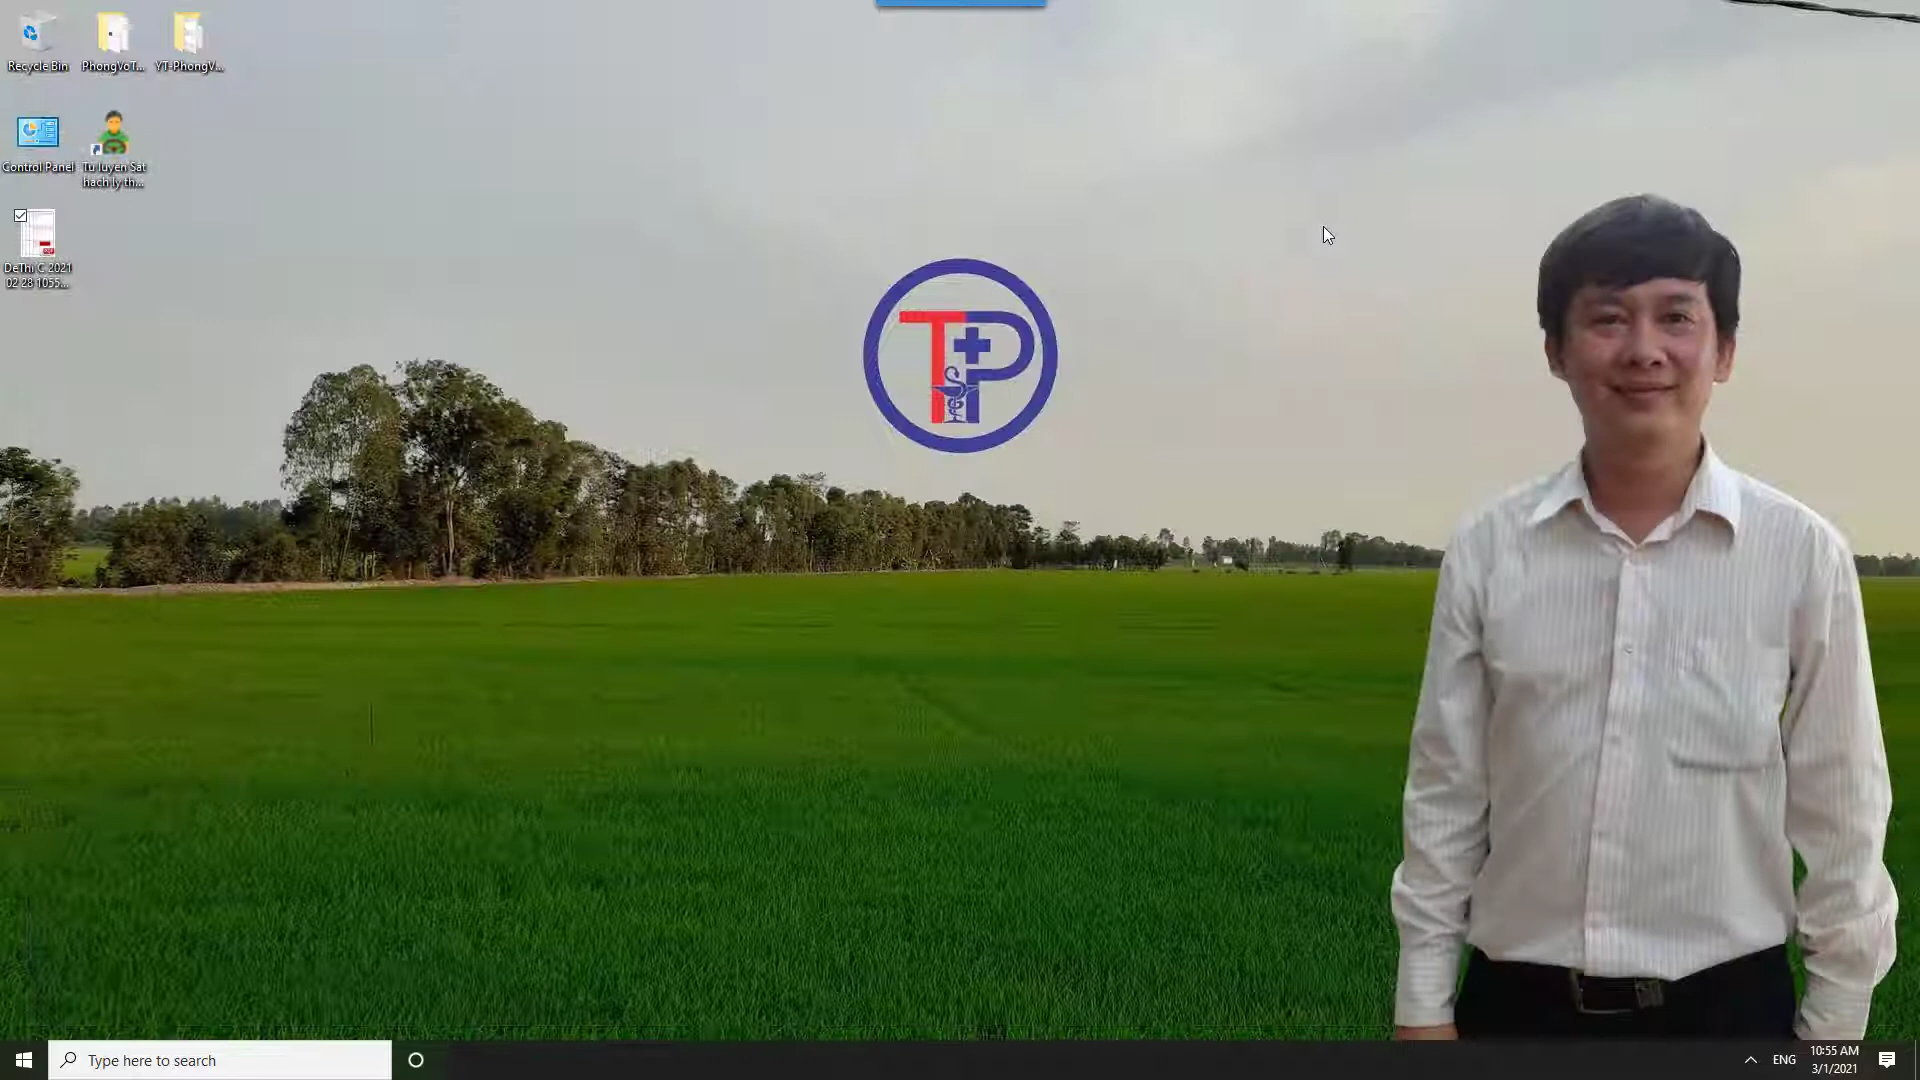 Recycle Bin
PhongVoT...
YT-PhongV...
Control Panel
Tu luyen Sat
hach ly th...
DeThi C 2021
02 28 1055...
TP
Type here to search
ENG
10:55 AM
3/1/2021